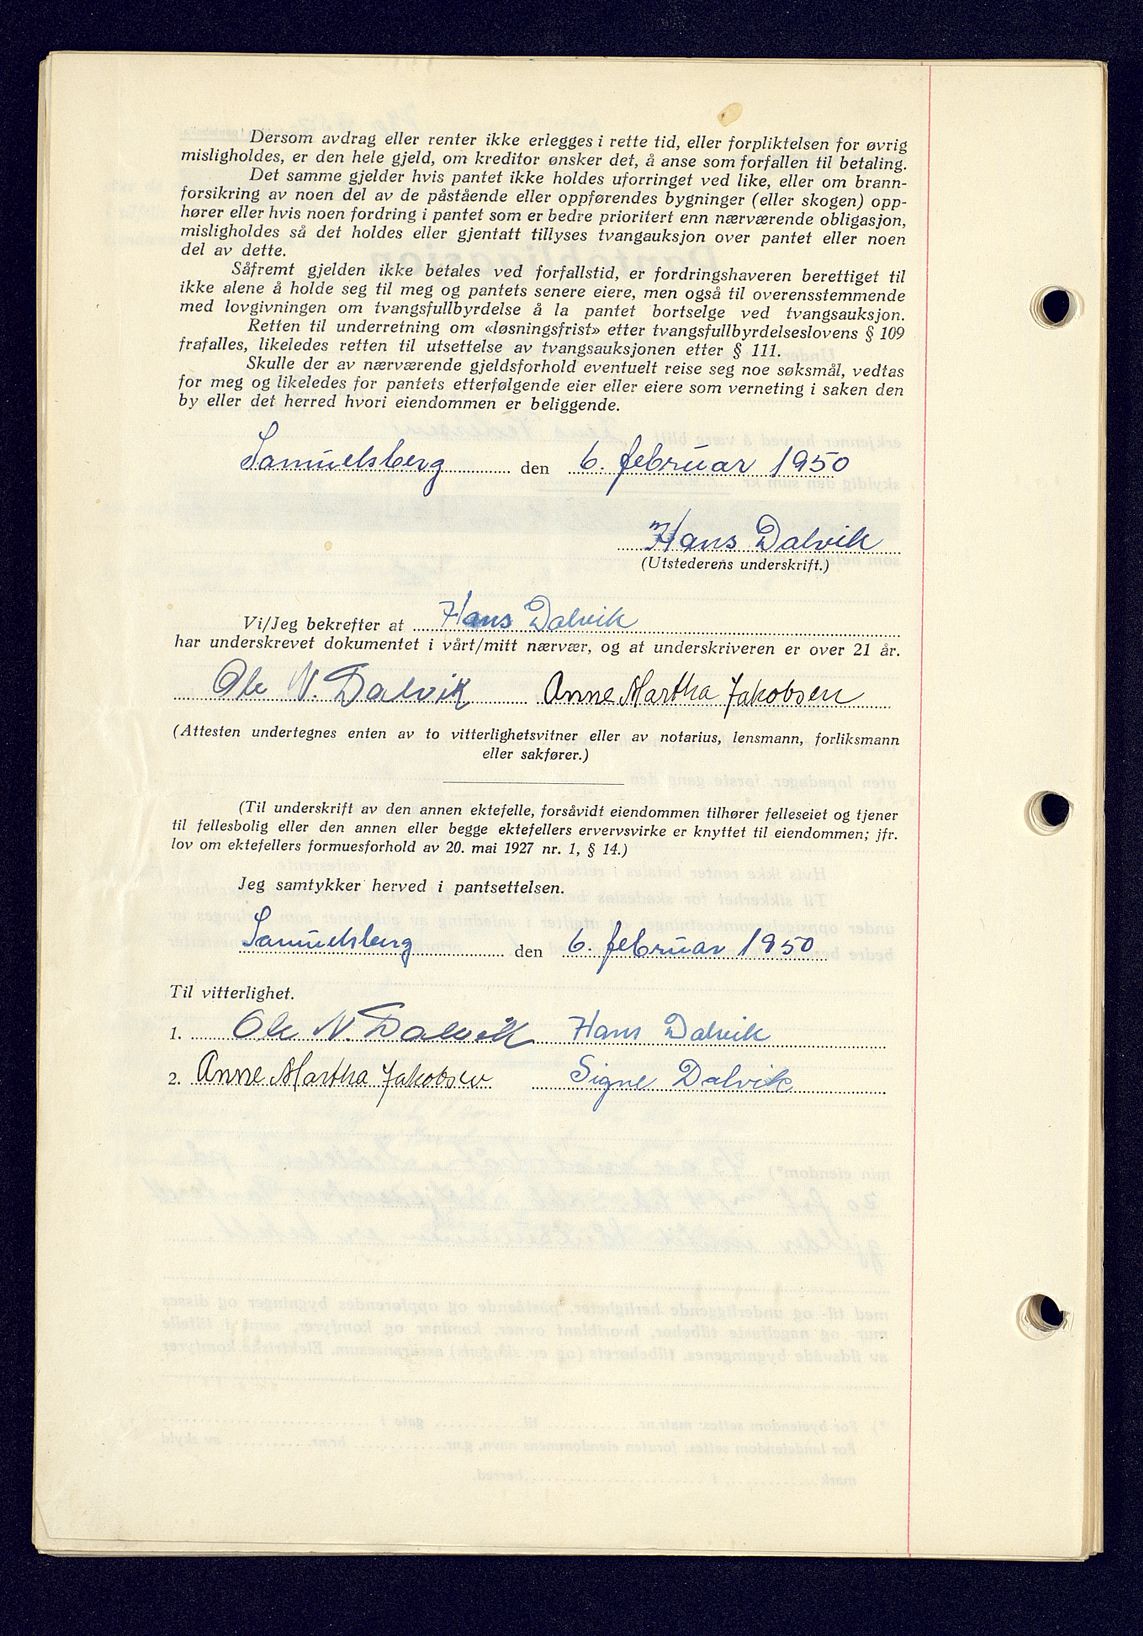 Dersom avdrag eller renter ikke erlegges i rette tid, eller forpliktelsen for øvrig
misligholdes, er den hele gjeld, om kreditor ønsker det, å anse som forfallen til betaling.
Det samme gjelder hvis pantet ikke holdes uforringet ved like, eller om brann-
forsikring av noen del av de påstående eller oppførendes bygninger (eller skogen) opp-
hører eller hvis noen fordring i pantet som er bedre prioritert enn nærværende obligasjon,
misligholdes så det holdes eller gjentatt tillyses tvangauksjon over pantet eller noen
del av dette.
Såfremt gjelden ikke betales ved forfallstid, er fordringshaveren berettiget til
ikke alene å holde seg til meg og pantets senere eiere, men også til overensstemmende
med lovgivningen om tvangsfullbyrdelse å la pantet bortselge ved tvangsauksjon.
Retten til underretning om «løsningsfrist» etter tvangsfullbyrdelseslovens § 109
frafalles, likeledes retten til utsettelse av tvangsauksjonen etter § 111.
Skulle der av nærværende gjeldsforhold eventuelt reise seg noe søksmål, vedtas
for meg og likeledes for pantets etterfølgende eier eller eiere som verneting i saken den
by eller det herred hvori eiendommen er beliggende.
Samuelsberg den 6. februar 1950
Hans Dalvik
(Utstederens underskrift.)
Vi/Jeg bekrefter at Hans Dalvik
har underskrevet dokumentet i vårt/mitt nærvær, og at underskriveren er over 21 år.
Ole N. Dalvik Anne Martha Jakobsen
(Attesten undertegnes enten av to vitterlighetsvitner eller av notarius, lensmann, forliksmann
eller sakfører.)
(Til underskrift av den annen ektefelle, forsåvidt eiendommen tilhører felleseiet og tjener
til fellesbolig eller den annen eller begge ektefellers ervervsvirke er knyttet til eiendommen; jfr.
lov om ektefellers formuesforhold av 20. mai 1927 nr. 1, § 14.)
Jeg samtykker herved i pantsettelsen.
Samuelsberg den 6. februar 1950
Til vitterlighet.
1. Ole N. Dalvik Hans Dalvik
2. Anne Martha Jakobsen Signe Dalvik